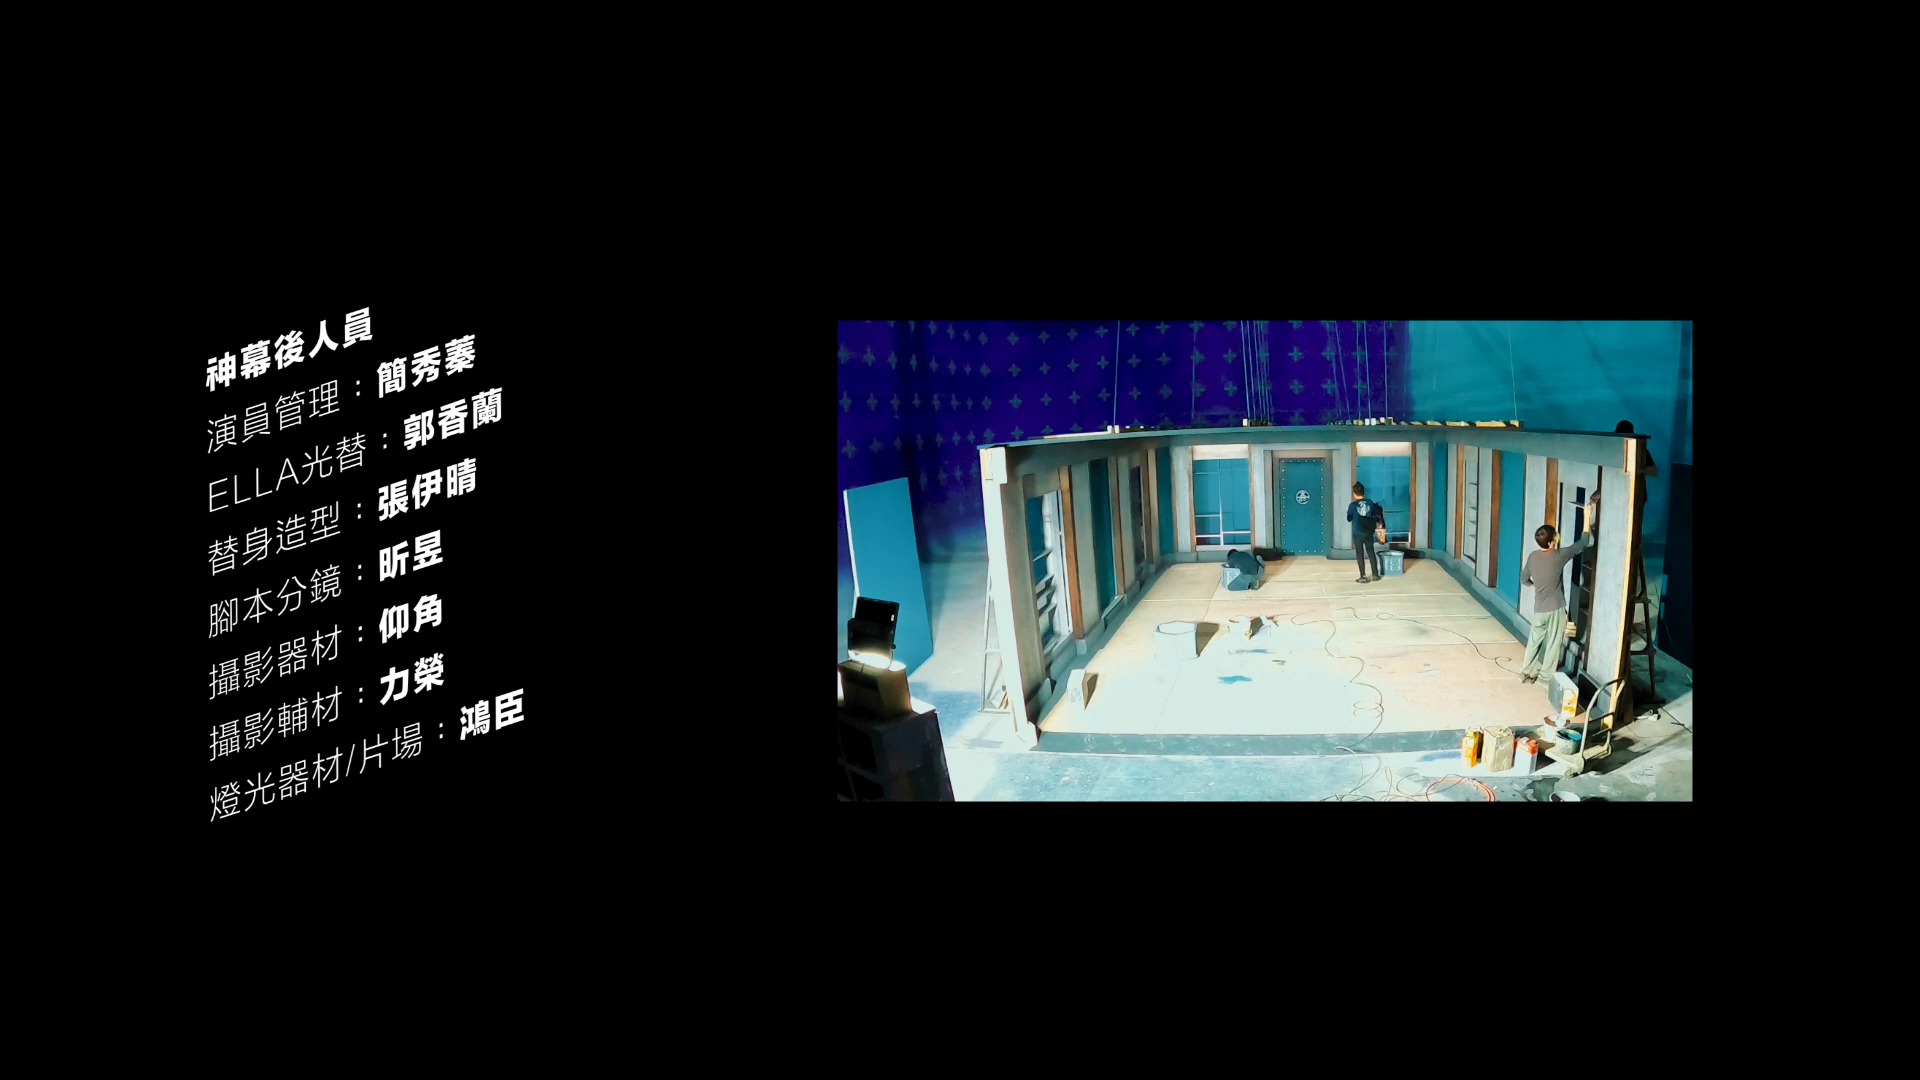 神幕後人員
演員管理：簡秀蓁
ELLA光替：郭香蘭
替身造型：張伊晴
腳本分鏡：昕昱
攝影器材：仰角
攝影輔材：力榮
燈光器材/片場：鴻臣